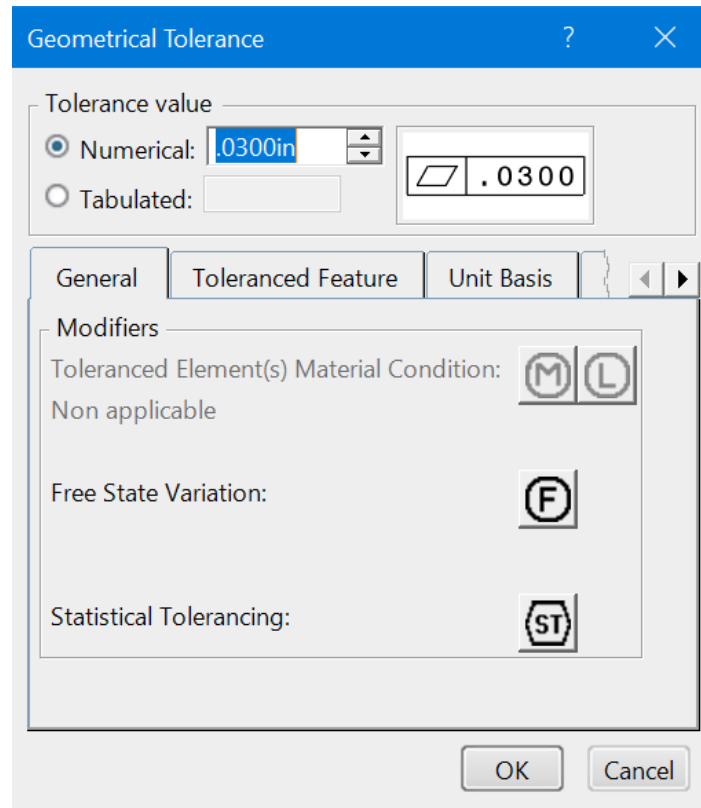 Geometrical Tolerance ? ×
Tolerance value
Numerical: .0300in
.0300
Tabulated:
General Toleranced Feature Unit Basis
Modifiers
Toleranced Element(s) Material Condition: M L
Non applicable
Free State Variation: F
Statistical Tolerancing: ST
OK Cancel